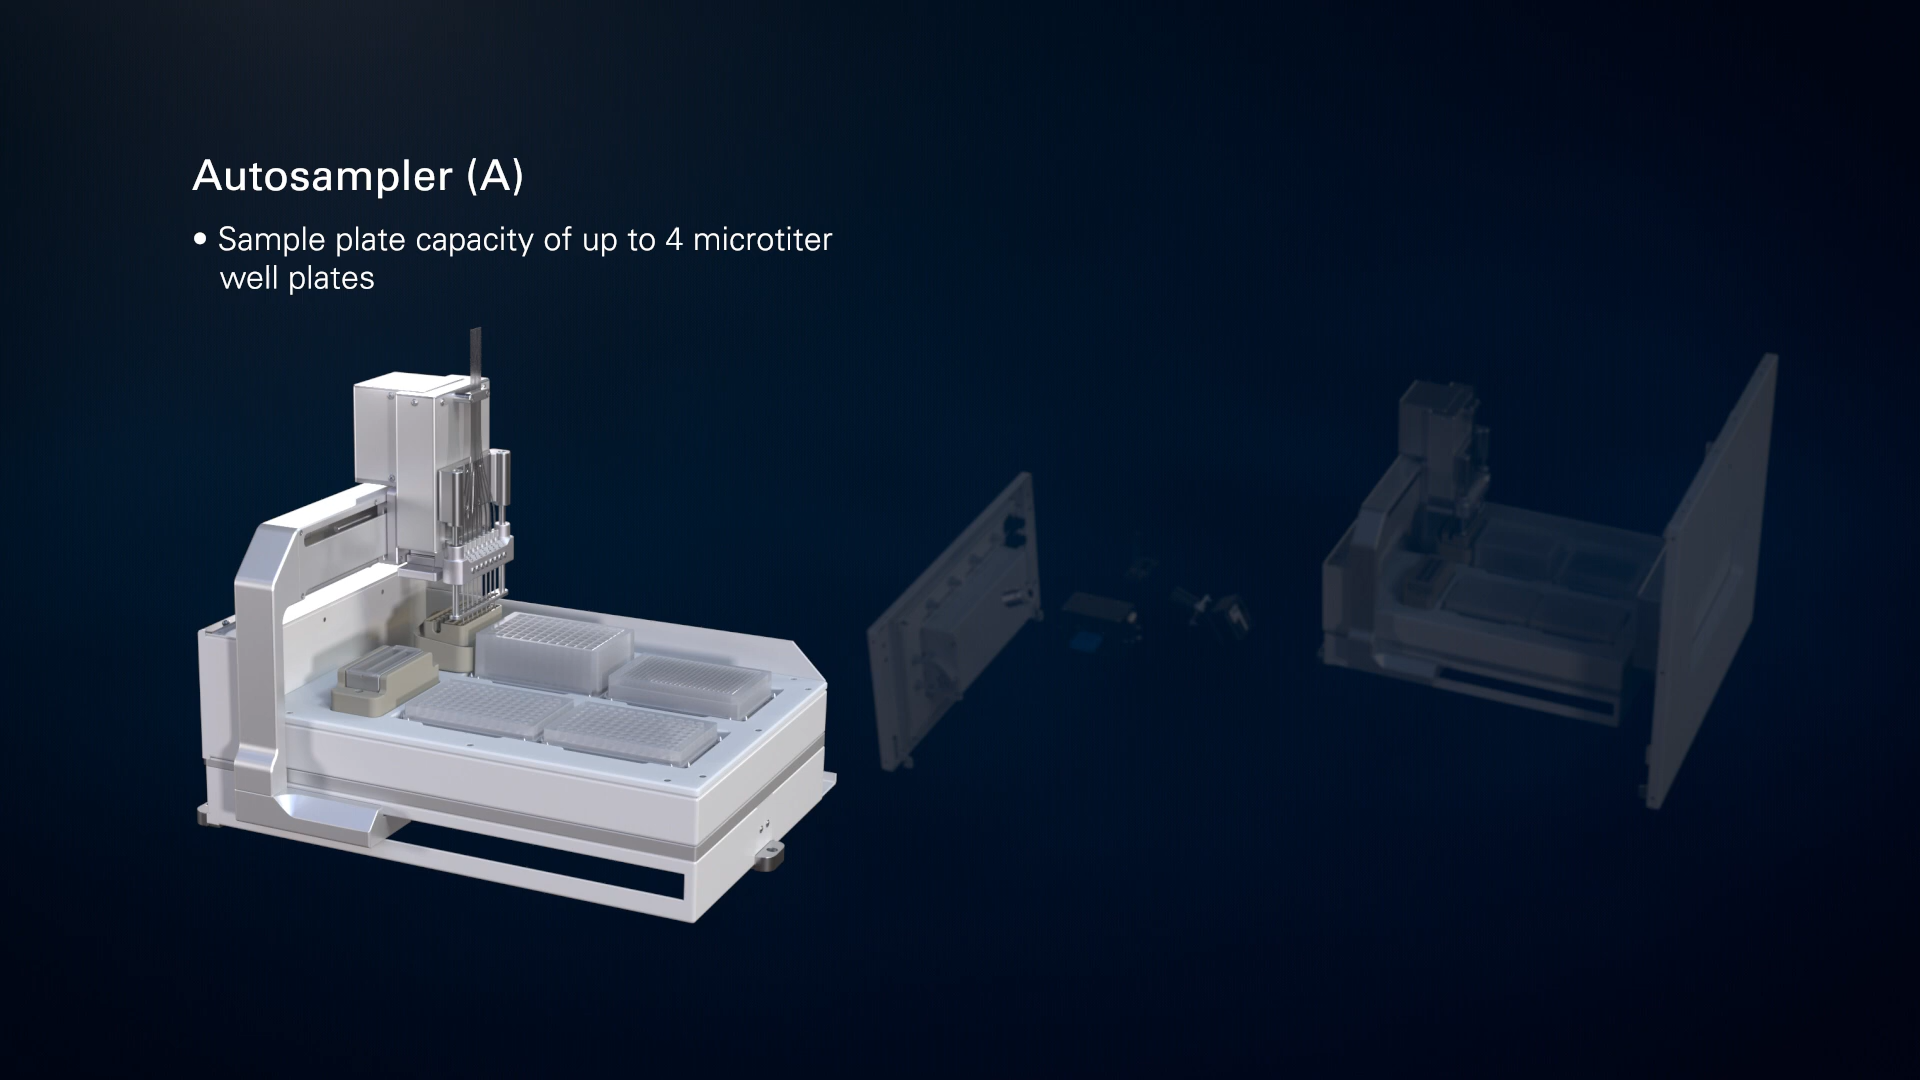 Autosampler (A)
• Sample plate capacity of up to 4 microtiter
well plates